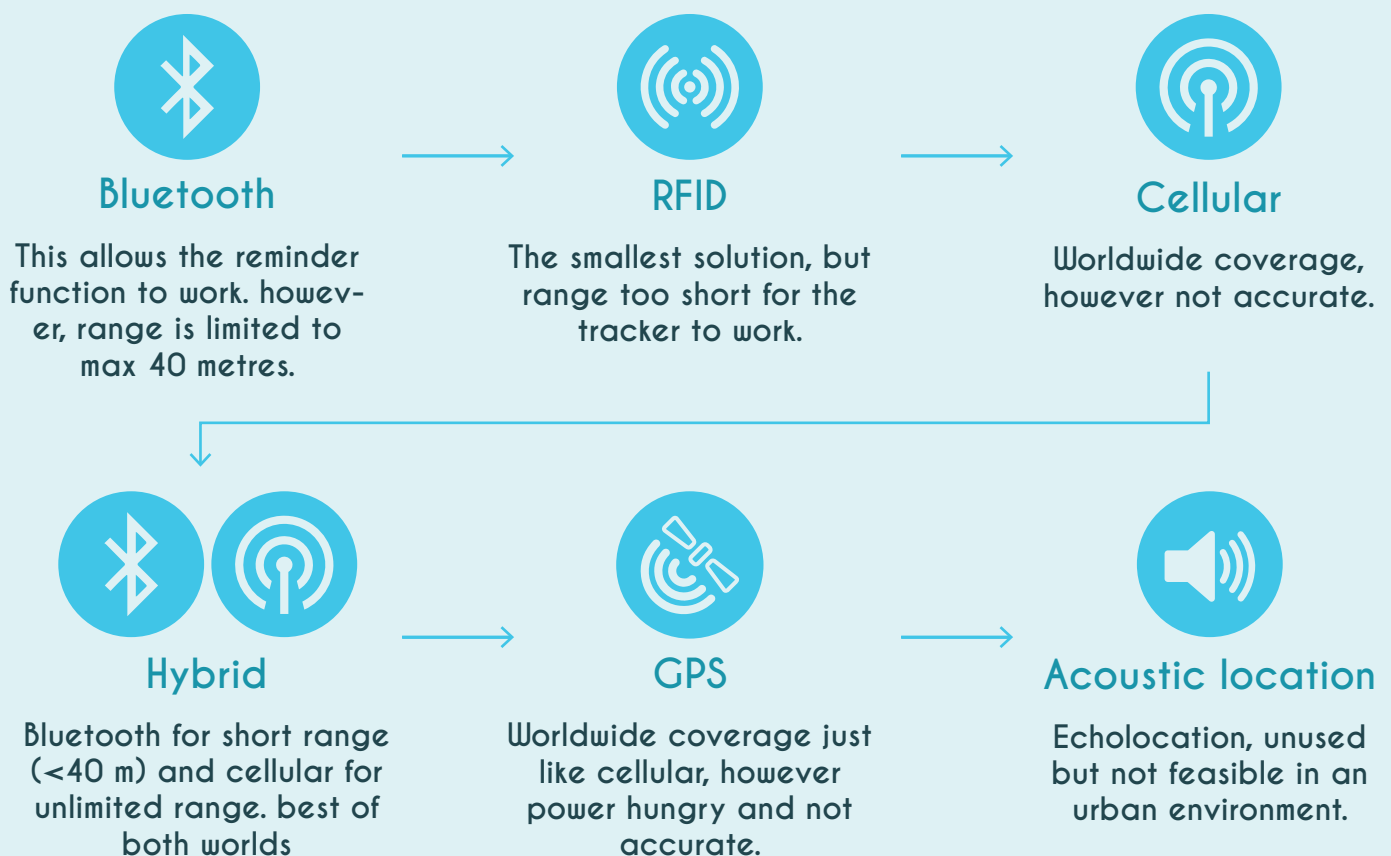 Bluetooth
This allows the reminder
function to work. howev-
er, range is limited to
max 40 metres.
RFID
The smallest solution, but
range too short for the
tracker to work.
Cellular
Worldwide coverage,
however not accurate.
Hybrid
Bluetooth for short range
(<40 m) and cellular for
unlimited range. best of
both worlds
GPS
Worldwide coverage just
like cellular, however
power hungry and not
accurate.
Acoustic location
Echolocation, unused
but not feasible in an
urban environment.